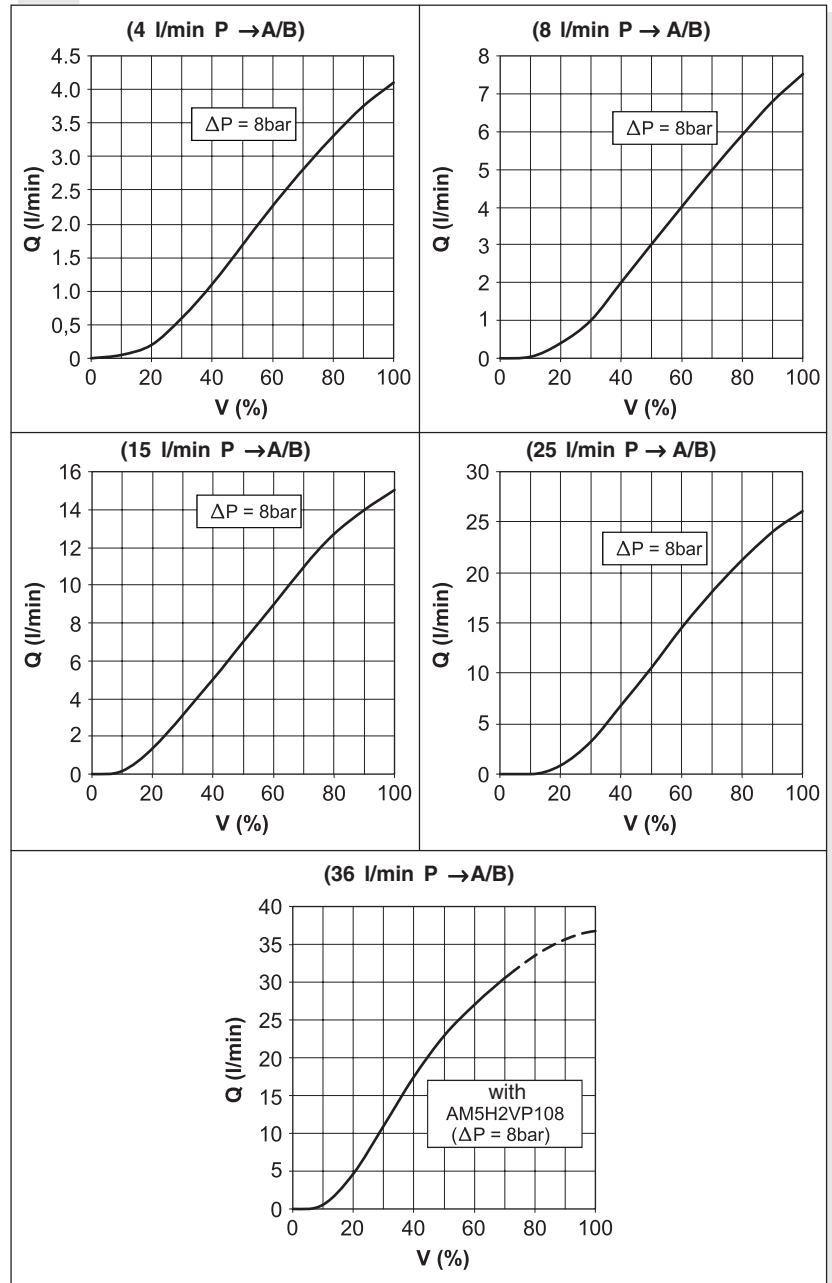 (4 l/min P →A/B)
4.5
4.0
3.5
3.0
2.5
2.0
1.5
1.0
0.5
0
Q (l/min)
ΔP = 8bar
0 20 40 60 80 100
V (%)
(8 l/min P → A/B)
8
7
6
5
4
3
2
1
0
Q (l/min)
ΔP = 8bar
0 20 40 60 80 100
V (%)
(15 l/min P →A/B)
16
14
12
10
8
6
4
2
0
Q (l/min)
ΔP = 8bar
0 20 40 60 80 100
V (%)
(25 l/min P → A/B)
30
25
20
15
10
5
0
Q (l/min)
ΔP = 8bar
0 20 40 60 80 100
V (%)
(36 l/min P →A/B)
40
35
30
25
20
15
10
5
0
Q (l/min)
with
AM5H2VP108
(ΔP = 8bar)
0 20 40 60 80 100
V (%)